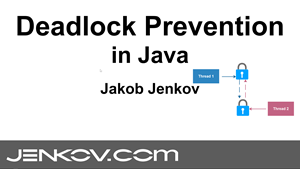 Deadlock Prevention
in Java
Jakob Jenkov
Thread 1
Thread 2
JENKOV.COM